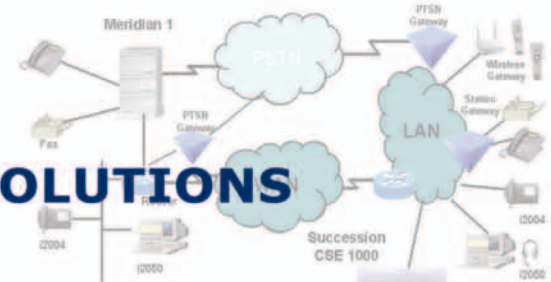 Meridian 1
PTSN
Gateway
PSTN
Wireless
Gateway
Fax
PTSN
Gateway
Station
Gateway
LAN
OLUTIONS
i2004
i2050
Succession
CSE 1000
i2004
i2050